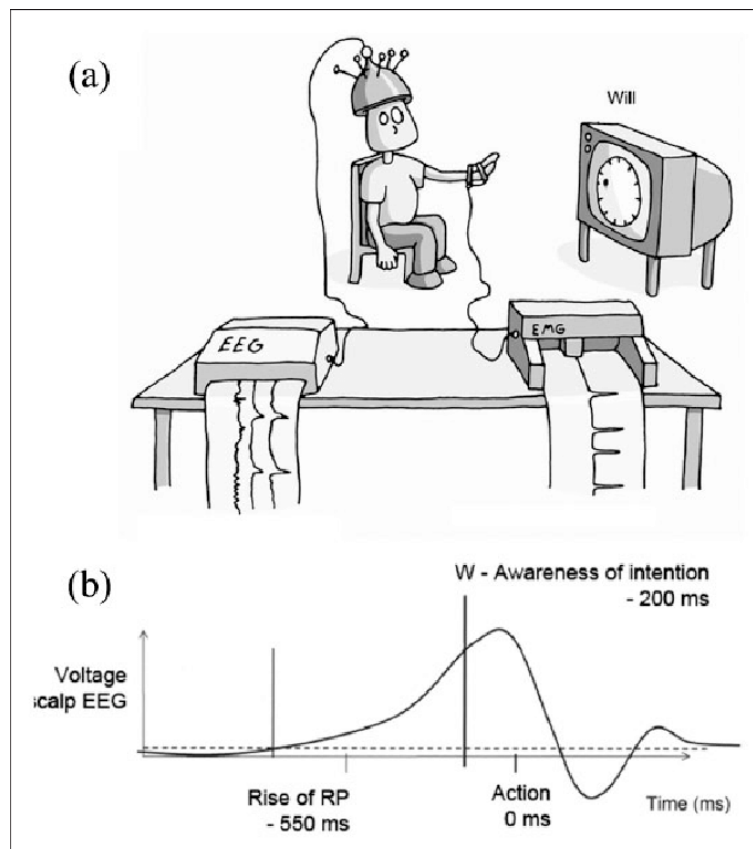 (a)
Will
EEG
EMG
(b)
W - Awareness of intention
- 200 ms
Voltage
scalp EEG
Rise of RP
- 550 ms
Action
0 ms
Time (ms)